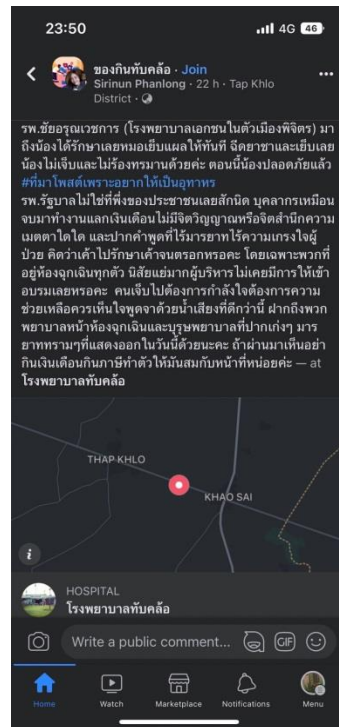 23:50
4G 46
ของกินทับคล้อ · Join
Sirinun Phanlong · 22 h · Tap Khlo
District ·
รพ.ชัยอรุณเวชการ (โรงพยาบาลเอกชนในตัวเมืองพิจิตร) มา
ถึงน้องได้รักษาเลยหมอเย็บแผลให้ทันที ฉีดยาชาและเย็บเลย
น้องไม่เจ็บและไม่ร้องทรมานด้วยค่ะ ตอนนี้น้องปลอดภัยแล้ว
#ที่มาโพสต์เพราะอยากให้เป็นอุทาหร
รพ.รัฐบาลไม่ใช่ที่พึ่งของประชาชนเลยสักนิด บุคลากรเหมือน
จบมาทำงานแลกเงินเดือนไม่มีจิตวิญญาณหรือจิตสำนึกความ
เมตตาใดใด และปากคำพูดที่ไร้มารยาทไร้ความเกรงใจผู้
ป่วย คิดว่าเค้าไปรักษาเค้าจนตรอกหรอคะ โดยเฉพาะพวกที่
อยู่ห้องฉุกเฉินทุกตัว นิสัยแย่มากผู้บริหารไม่เคยมีการให้เข้า
อบรมเลยหรอคะ คนเจ็บไปต้องการกำลังใจต้องการความ
ช่วยเหลือควรเห็นใจพูดจาด้วยน้ำเสียงที่ดีกว่านี้ ฝากถึงพวก
พยาบาลหน้าห้องฉุกเฉินและบุรุษพยาบาลที่ปากเก่งๆ มาร
ยาททรามๆที่แสดงออกในวันนี้ด้วยนะคะ ถ้าผ่านมาเห็นอย่า
กินเงินเดือนกินภาษีทำตัวให้มันสมกับหน้าที่หน่อยค่ะ — at
โรงพยาบาลทับคล้อ
THAP KHLO
KHAO SAI
HOSPITAL
โรงพยาบาลทับคล้อ
Write a public comment...
GIF
Home
Watch
Marketplace
Notifications
Menu